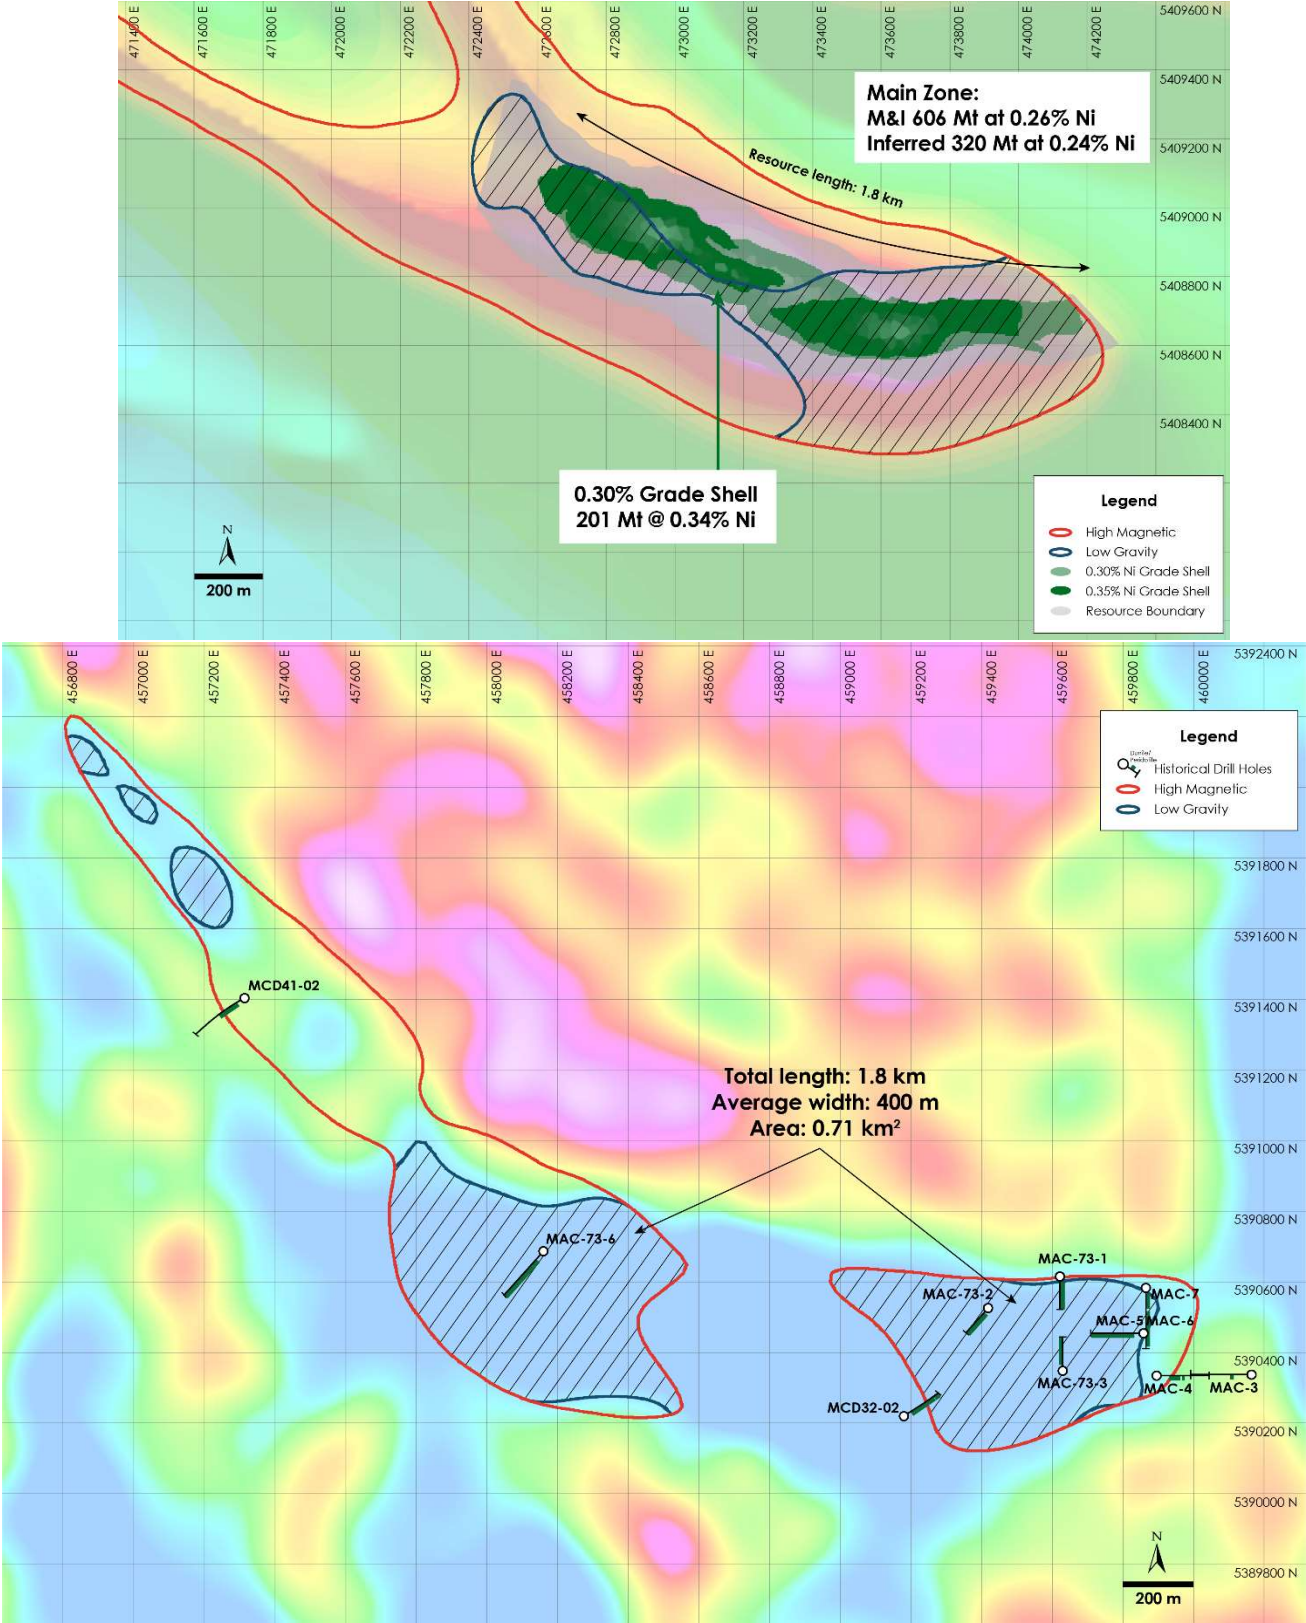 471400 E
471600 E
471800 E
472000 E
472200 E
472400 E
472600 E
472800 E
473000 E
473200 E
473400 E
473600 E
473800 E
474000 E
474200 E
5409600 N
5409400 N
5409200 N
5409000 N
5408800 N
5408600 N
5408400 N
Main Zone:
M&I 606 Mt at 0.26% Ni
Inferred 320 Mt at 0.24% Ni
Resource length: 1.8 km
0.30% Grade Shell
201 Mt @ 0.34% Ni
N
200 m
Legend
High Magnetic
Low Gravity
0.30% Ni Grade Shell
0.35% Ni Grade Shell
Resource Boundary
456800 E
457000 E
457200 E
457400 E
457600 E
457800 E
458000 E
458200 E
458400 E
458600 E
458800 E
459000 E
459200 E
459400 E
459600 E
459800 E
460000 E
5392400 N
5391800 N
5391600 N
5391400 N
5391200 N
5391000 N
5390800 N
5390600 N
5390400 N
5390200 N
5390000 N
5389800 N
Legend
Historical Drill Holes
High Magnetic
Low Gravity
MCD41-02
Total length: 1.8 km
Average width: 400 m
Area: 0.71 km²
MAC-73-6
MAC-73-1
MAC-73-2
MAC-7
MAC-5
MAC-6
MAC-73-3
MAC-4
MAC-3
MCD32-02
N
200 m